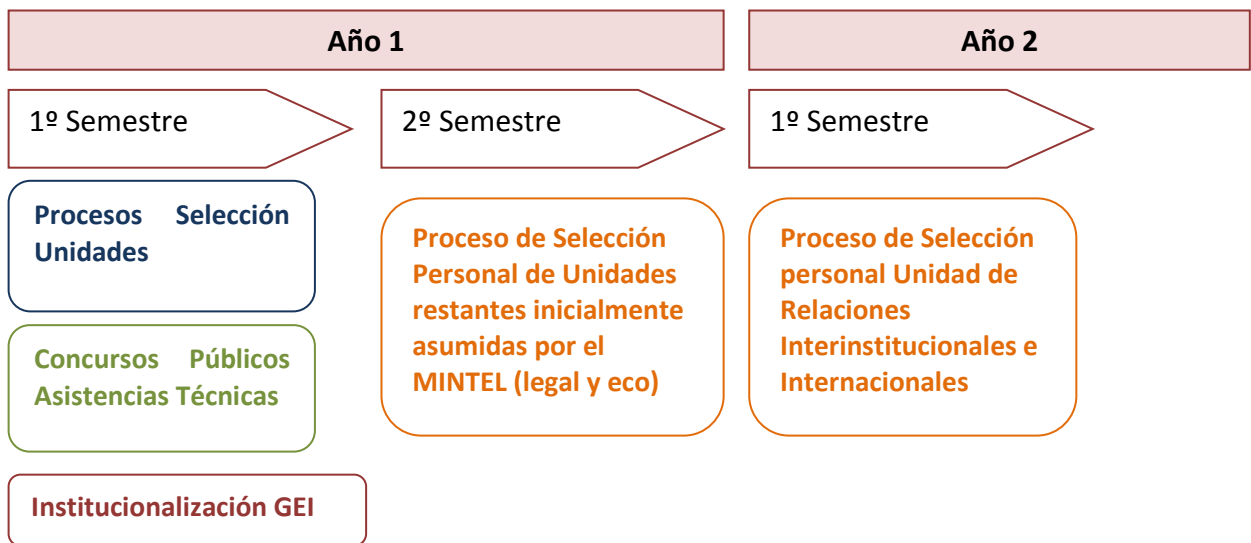 Año 1
Año 2
1º Semestre
2º Semestre
1º Semestre
Procesos Selección
Unidades
Concursos Públicos
Asistencias Técnicas
Institucionalización GEI
Proceso de Selección
Personal de Unidades
restantes inicialmente
asumidas por el
MINTEL (legal y eco)
Proceso de Selección
personal Unidad de
Relaciones
Interinstitucionales e
Internacionales